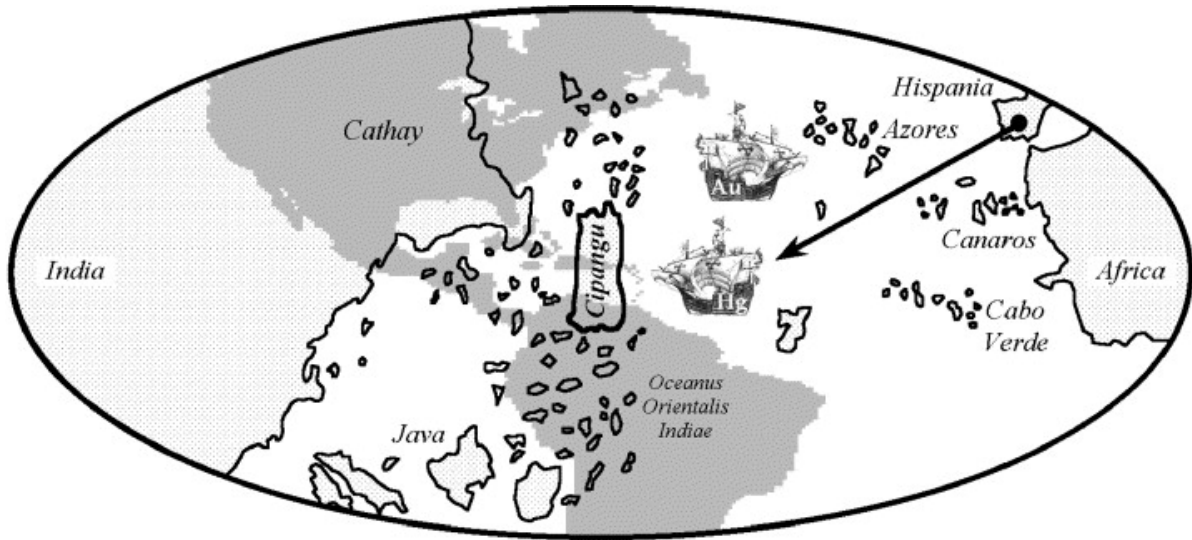 Hispania
Azores
Cathay
Au
Canaros
India
Cipangu
Hg
Africa
Cabo
Verde
Oceanus
Orientalis
Indiae
Java